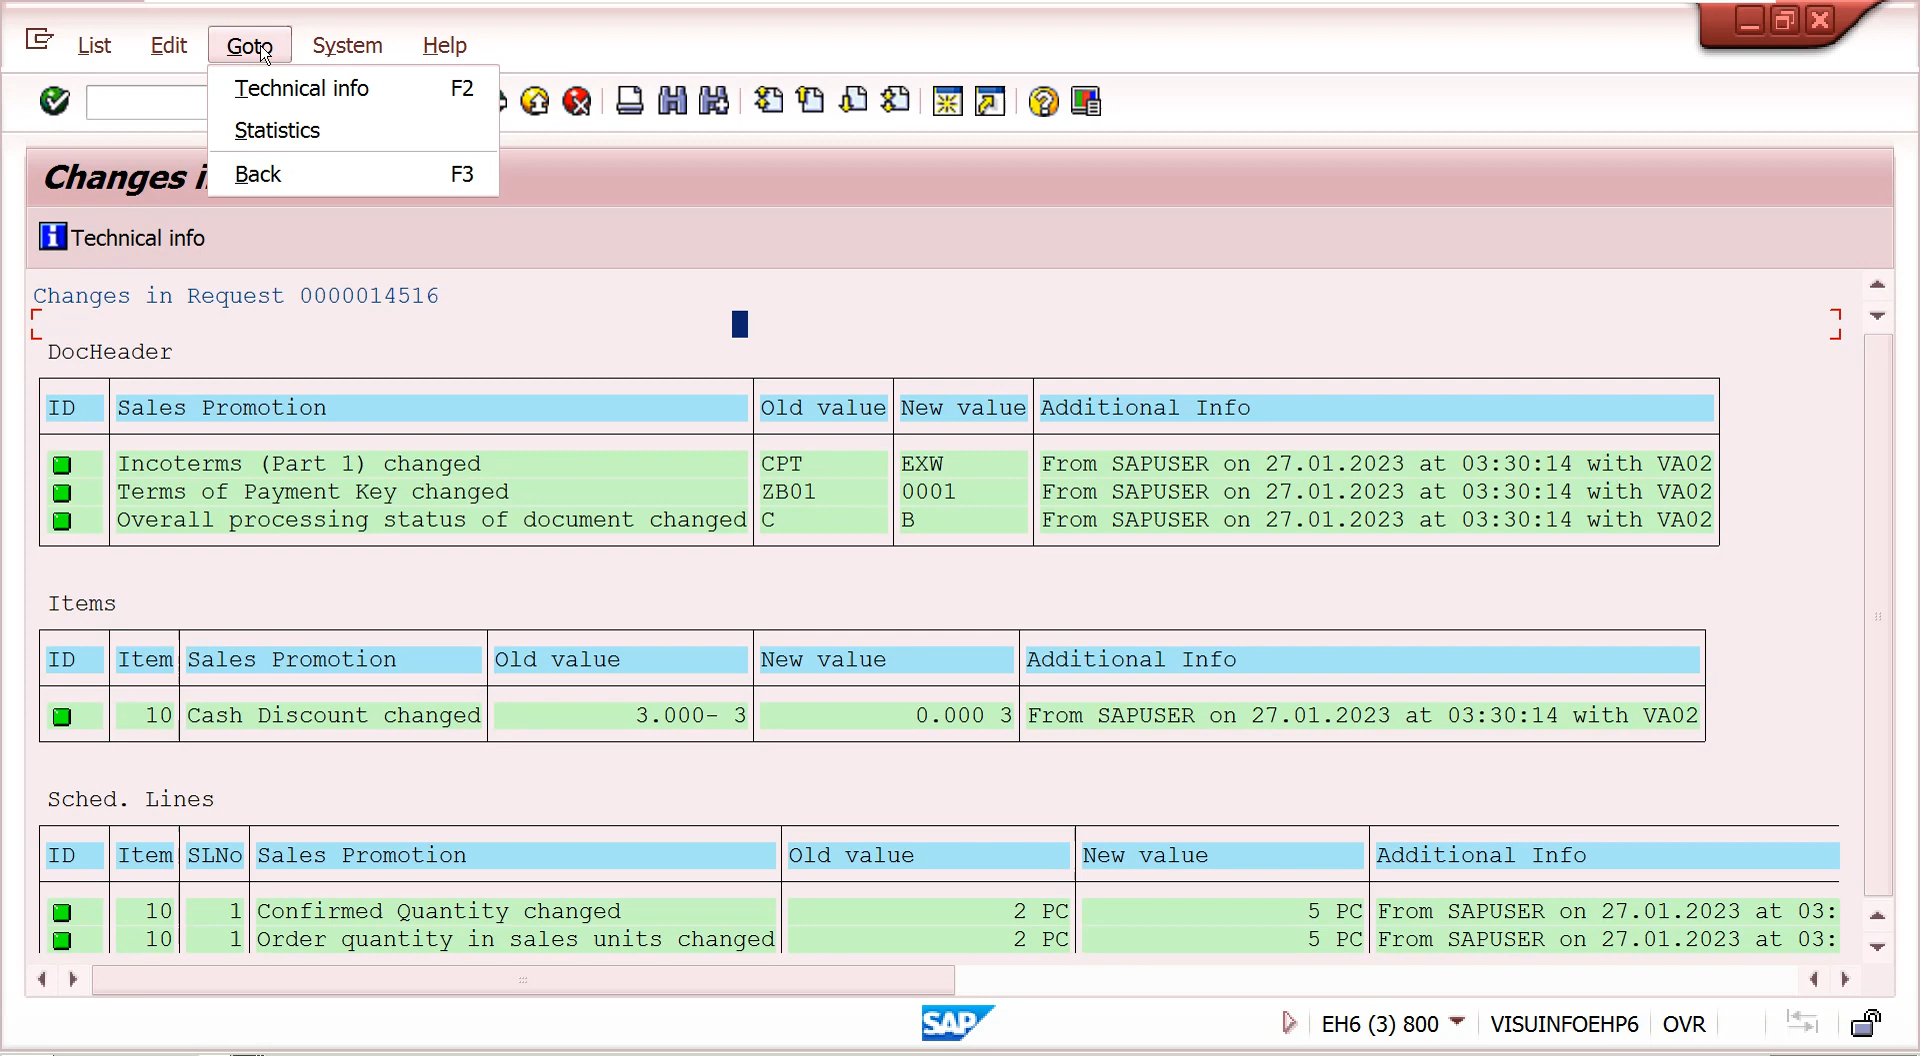 List Edit Goto System Help
Technical info F2
Statistics
Back F3
Changes i
Technical info
Changes in Request 0000014516
DocHeader
ID Sales Promotion Old value New value Additional Info
Incoterms (Part 1) changed CPT EXW From SAPUSER on 27.01.2023 at 03:30:14 with VA02
Terms of Payment Key changed ZB01 0001 From SAPUSER on 27.01.2023 at 03:30:14 with VA02
Overall processing status of document changed C B From SAPUSER on 27.01.2023 at 03:30:14 with VA02
Items
ID Item Sales Promotion Old value New value Additional Info
10 Cash Discount changed 3.000- 3 0.000 3 From SAPUSER on 27.01.2023 at 03:30:14 with VA02
Sched. Lines
ID Item SLNo Sales Promotion Old value New value Additional Info
10 1 Confirmed Quantity changed 2 PC 5 PC From SAPUSER on 27.01.2023 at 03:
10 1 Order quantity in sales units changed 2 PC 5 PC From SAPUSER on 27.01.2023 at 03:
SAP EH6 (3) 800 VISUINFOEHP6 OVR